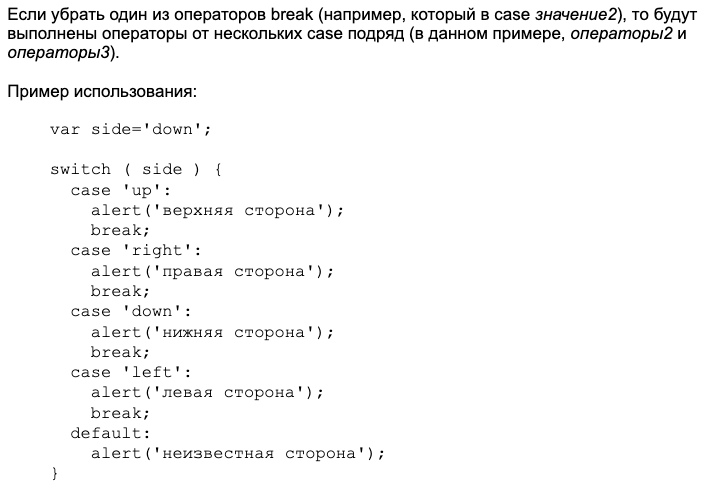 Если убрать один из операторов break (например, который в case значение2), то будут
выполнены операторы от нескольких case подряд (в данном примере, операторы2 и
операторы3).
Пример использования:
var side='down';
switch ( side ) {
case 'up':
alert('верхняя сторона');
break;
case 'right':
alert('правая сторона');
break;
case 'down':
alert('нижняя сторона');
break;
case 'left':
alert('левая сторона');
break;
default:
alert('неизвестная сторона');
}